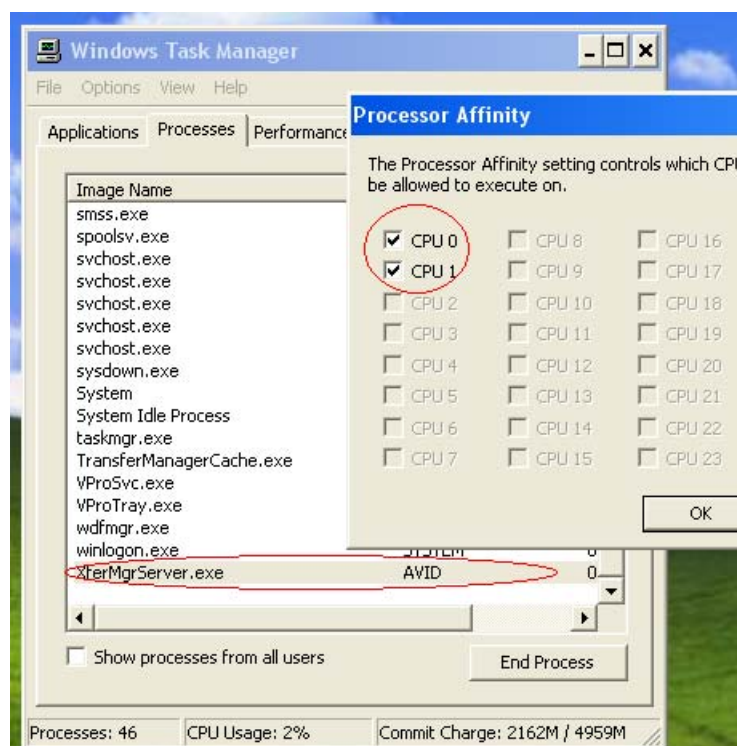 Windows Task Manager
File Options View Help
Applications Processes Performance
Image Name
smss.exe
spoolsv.exe
svchost.exe
svchost.exe
svchost.exe
svchost.exe
svchost.exe
sysdown.exe
System
System Idle Process
taskmgr.exe
TransferManagerCache.exe
VProSvc.exe
VProTray.exe
wdfmgr.exe
winlogon.exe SYSTEM 0
XferMgrServer.exe AVID 0
Show processes from all users
End Process
Processes: 46 CPU Usage: 2% Commit Charge: 2162M / 4959M
Processor Affinity
The Processor Affinity setting controls which CPU
be allowed to execute on.
CPU 0 CPU 8 CPU 16
CPU 1 CPU 9 CPU 17
CPU 2 CPU 10 CPU 18
CPU 3 CPU 11 CPU 19
CPU 4 CPU 12 CPU 20
CPU 5 CPU 13 CPU 21
CPU 6 CPU 14 CPU 22
CPU 7 CPU 15 CPU 23
OK